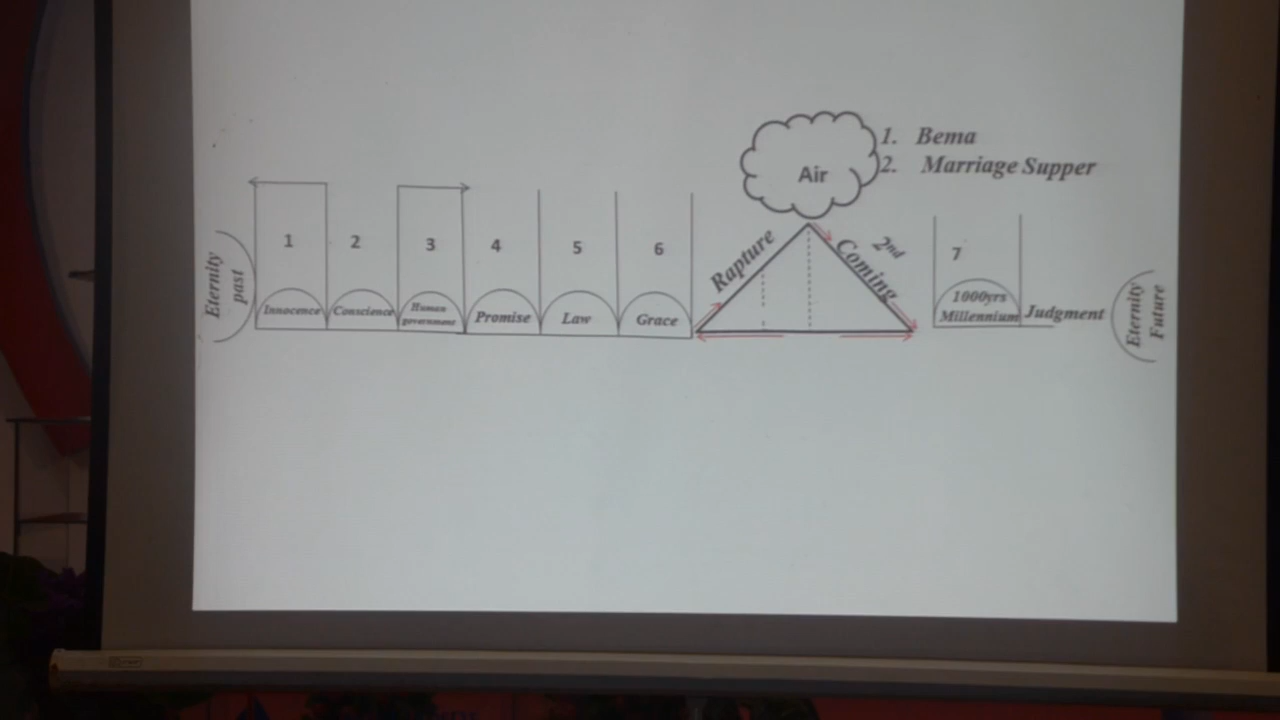 1. Bema
2. Marriage Supper
Air
Eternity past
1
2
3
4
5
6
Innocence
Conscience
Human government
Promise
Law
Grace
Rapture
2nd Coming
7
1000yrs
Millennium
Judgment
Eternity Future